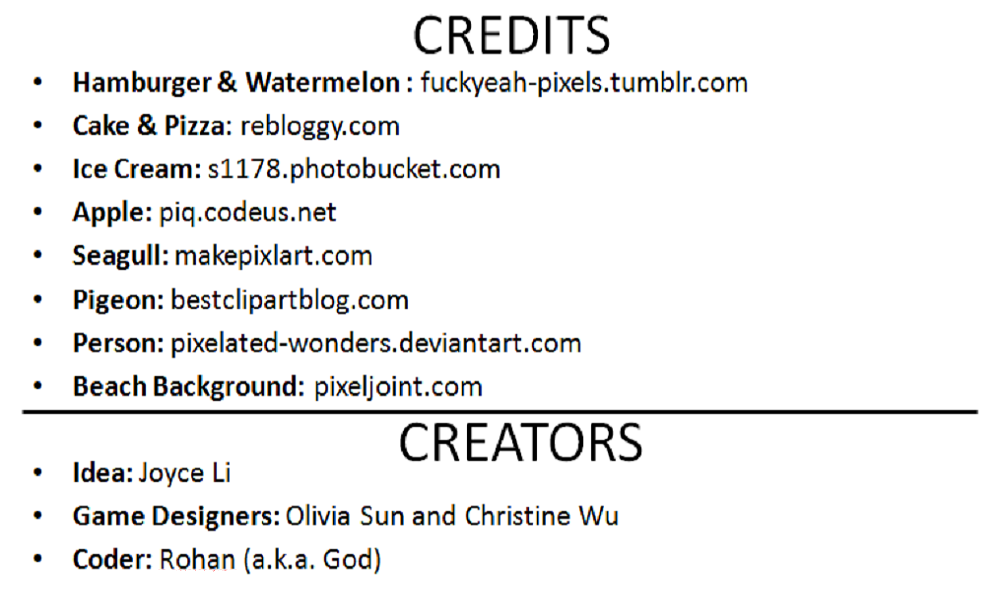 CREDITS
• Hamburger & Watermelon : fuckyeah-pixels.tumblr.com
• Cake & Pizza: rebloggy.com
• Ice Cream: s1178.photobucket.com
• Apple: piq.codeus.net
• Seagull: makepixlart.com
• Pigeon: bestclipartblog.com
• Person: pixelated-wonders.deviantart.com
• Beach Background: pixeljoint.com
CREATORS
• Idea: Joyce Li
• Game Designers: Olivia Sun and Christine Wu
• Coder: Rohan (a.k.a. God)